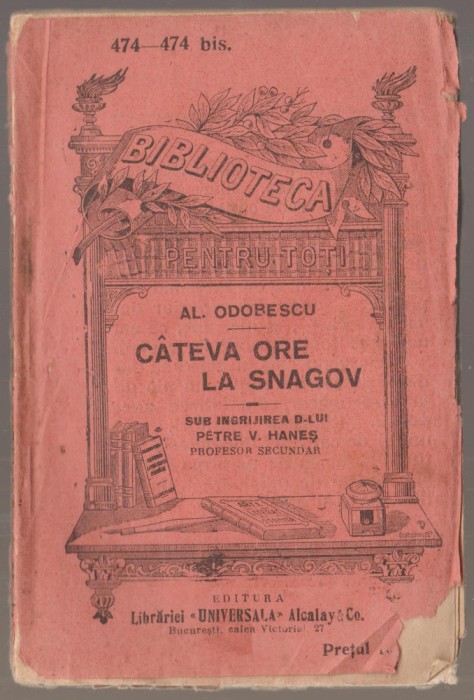 474—474 bis.
BIBLIOTECA
PENTRU-TOȚI
AL. ODOBESCU
CÂTEVA ORE
LA SNAGOV
SUB INGRIJIREA D-LUI
PETRE V. HANEȘ
PROFESOR SECUNDAR
EDITURA
Librăriei «UNIVERSALA» Alcalay & Co.
București, calea Victoriei 27
Prețul